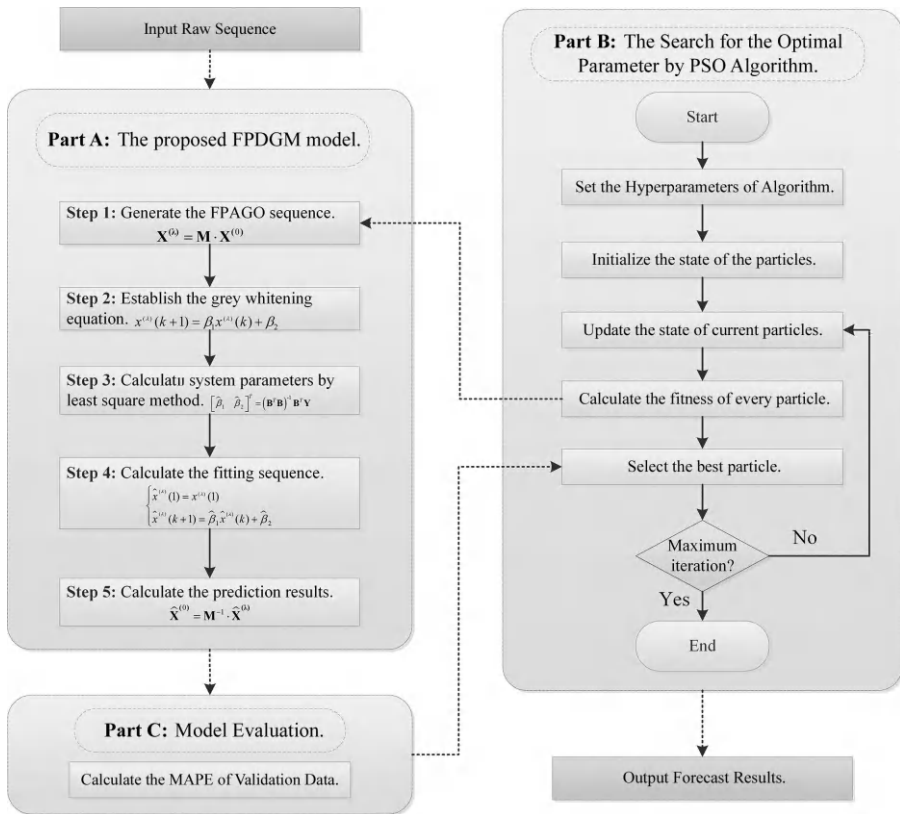 Input Raw Sequence
Part A: The proposed FPDGM model.
Step 1: Generate the FPAGO sequence.
X^(λ) = M · X^(0)
Step 2: Establish the grey whitening
equation. x^(λ)(k+1) = β₁x^(λ)(k) + β₂
Step 3: Calculatu system parameters by
least square method. [β̂₁ β̂₂]^T = (B^T B)^-1 B^T Y
Step 4: Calculate the fitting sequence.
{ x̂^(λ)(1) = x^(λ)(1)
x̂^(λ)(k+1) = β̂₁x̂^(λ)(k) + β̂₂
Step 5: Calculate the prediction results.
X̂^(0) = M^-1 · X̂^(λ)
Part C: Model Evaluation.
Calculate the MAPE of Validation Data.
Part B: The Search for the Optimal
Parameter by PSO Algorithm.
Start
Set the Hyperparameters of Algorithm.
Initialize the state of the particles.
Update the state of current particles.
Calculate the fitness of every particle.
Select the best particle.
Maximum
iteration?
No
Yes
End
Output Forecast Results.